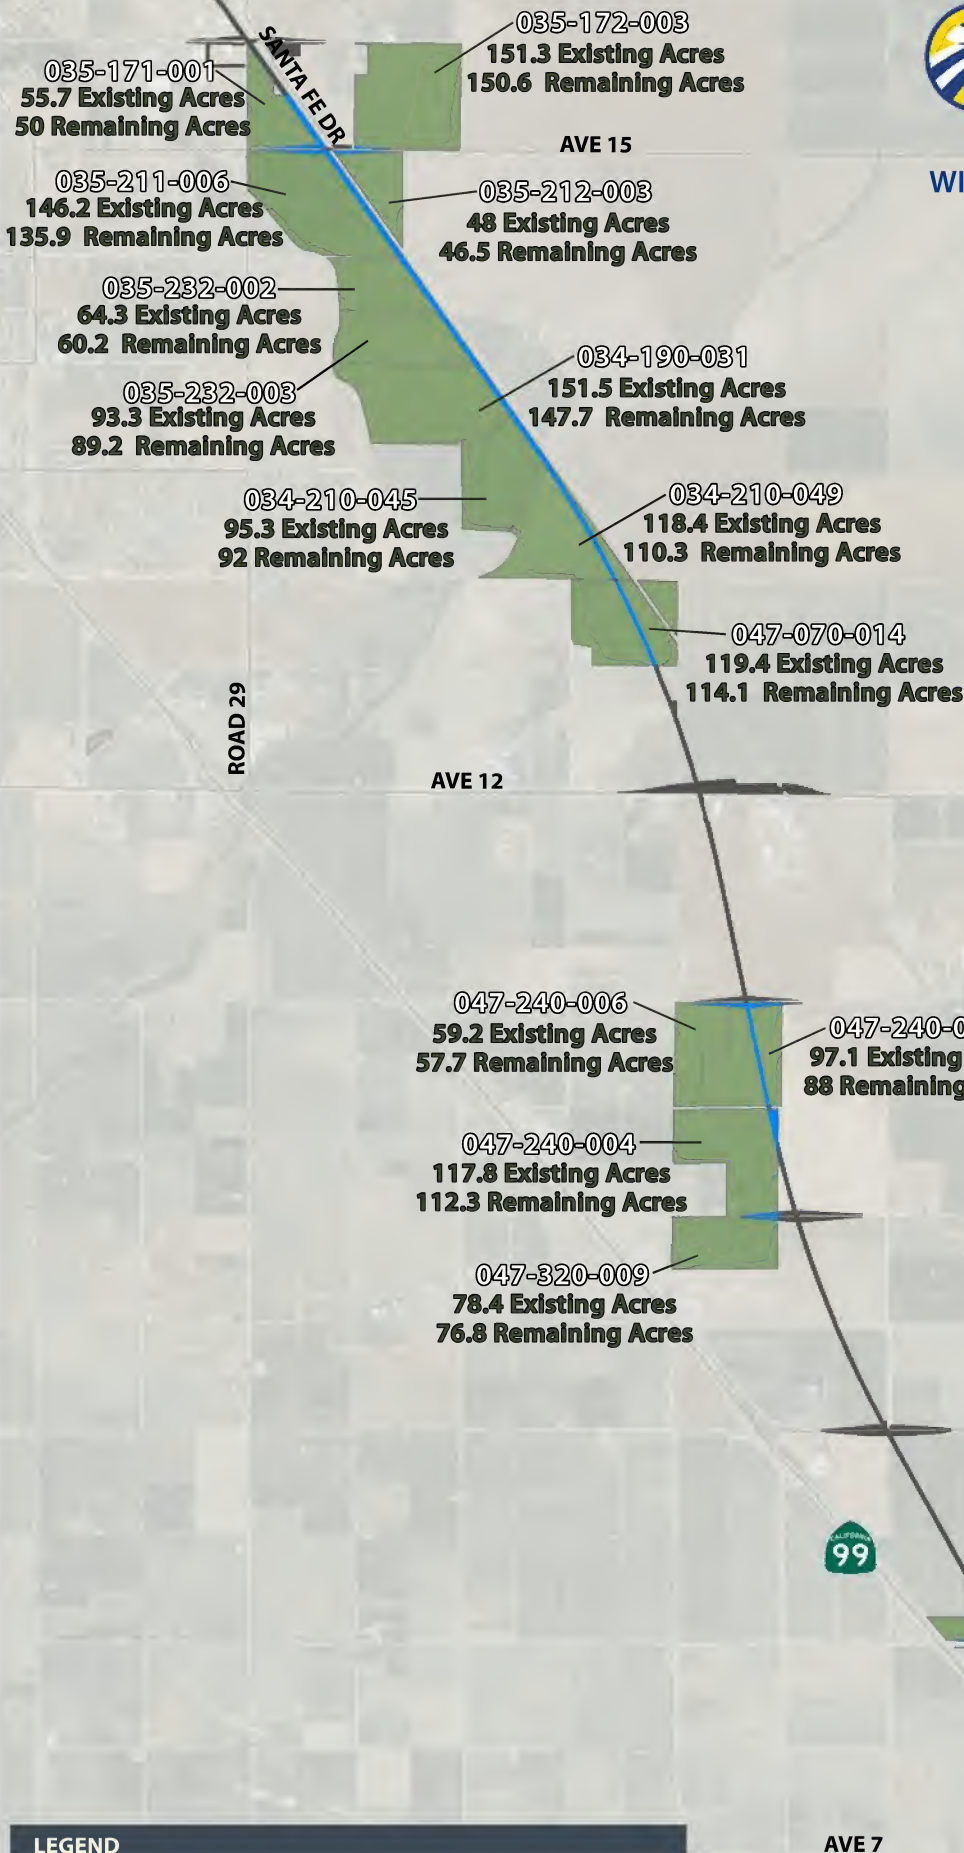 035-172-003
151.3 Existing Acres
150.6 Remaining Acres
SANTA FE DR
035-171-001
55.7 Existing Acres
50 Remaining Acres
AVE 15
035-211-006
146.2 Existing Acres
135.9 Remaining Acres
035-212-003
48 Existing Acres
46.5 Remaining Acres
WI
035-232-002
64.3 Existing Acres
60.2 Remaining Acres
035-232-003
93.3 Existing Acres
89.2 Remaining Acres
034-190-031
151.5 Existing Acres
147.7 Remaining Acres
034-210-045
95.3 Existing Acres
92 Remaining Acres
034-210-049
118.4 Existing Acres
110.3 Remaining Acres
047-070-014
119.4 Existing Acres
114.1 Remaining Acres
ROAD 29
AVE 12
047-240-006
59.2 Existing Acres
57.7 Remaining Acres
047-240-0
97.1 Existing
88 Remaining
047-240-004
117.8 Existing Acres
112.3 Remaining Acres
047-320-009
78.4 Existing Acres
76.8 Remaining Acres
CALIFORNIA
99
LEGEND
AVE 7